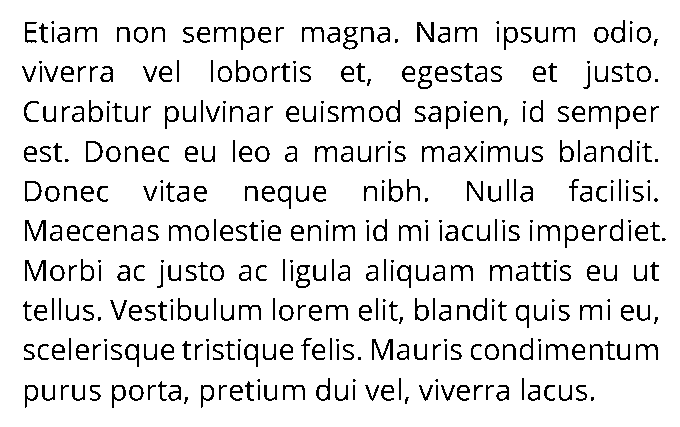 Etiam non semper magna. Nam ipsum odio,
viverra vel lobortis et, egestas et justo.
Curabitur pulvinar euismod sapien, id semper
est. Donec eu leo a mauris maximus blandit.
Donec vitae neque nibh. Nulla facilisi.
Maecenas molestie enim id mi iaculis imperdiet.
Morbi ac justo ac ligula aliquam mattis eu ut
tellus. Vestibulum lorem elit, blandit quis mi eu,
scelerisque tristique felis. Mauris condimentum
purus porta, pretium dui vel, viverra lacus.